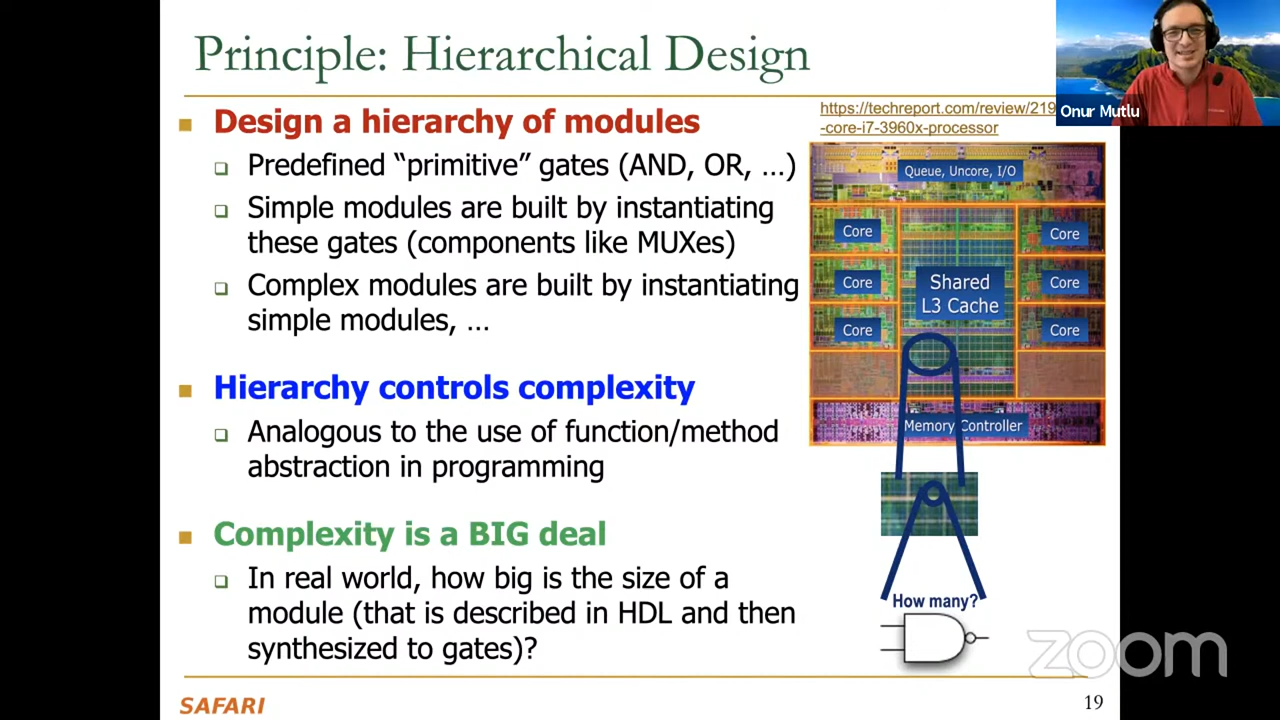 Principle: Hierarchical Design
Design a hierarchy of modules
Predefined “primitive” gates (AND, OR, …)
Simple modules are built by instantiating
these gates (components like MUXes)
Complex modules are built by instantiating
simple modules, …
Hierarchy controls complexity
Analogous to the use of function/method
abstraction in programming
Complexity is a BIG deal
In real world, how big is the size of a
module (that is described in HDL and then
synthesized to gates)?
https://techreport.com/review/219
-core-i7-3960x-processor
Onur Mutlu
Queue, Uncore, I/O
Core
Core
Core
Shared
L3 Cache
Core
Core
Core
Memory Controller
How many?
zoom
SAFARI
19